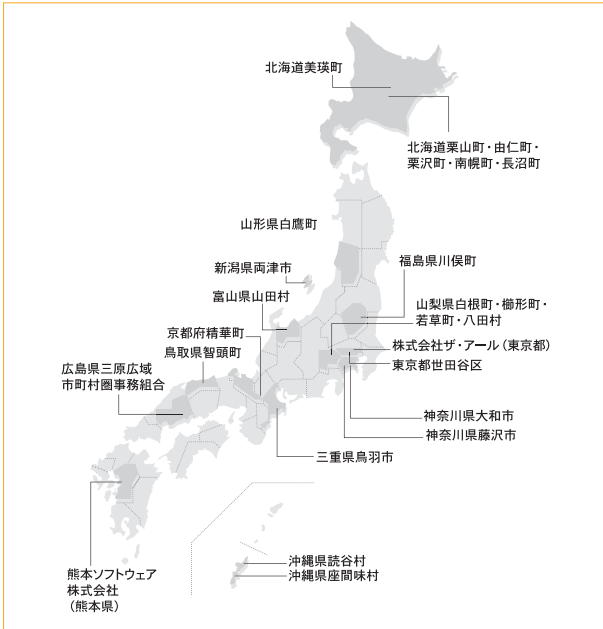 北海道美瑛町
北海道栗山町・由仁町・
栗沢町・南幌町・長沼町
山形県白鷹町
福島県川俣町
新潟県両津市
富山県山田村
山梨県白根町・櫛形町・
若草町・八田村
京都府精華町
鳥取県智頭町
株式会社ザ・アール（東京都）
東京都世田谷区
広島県三原広域
市町村圏事務組合
神奈川県大和市
神奈川県藤沢市
三重県鳥羽市
沖縄県読谷村
沖縄県座間味村
熊本ソフトウェア
株式会社
（熊本県）